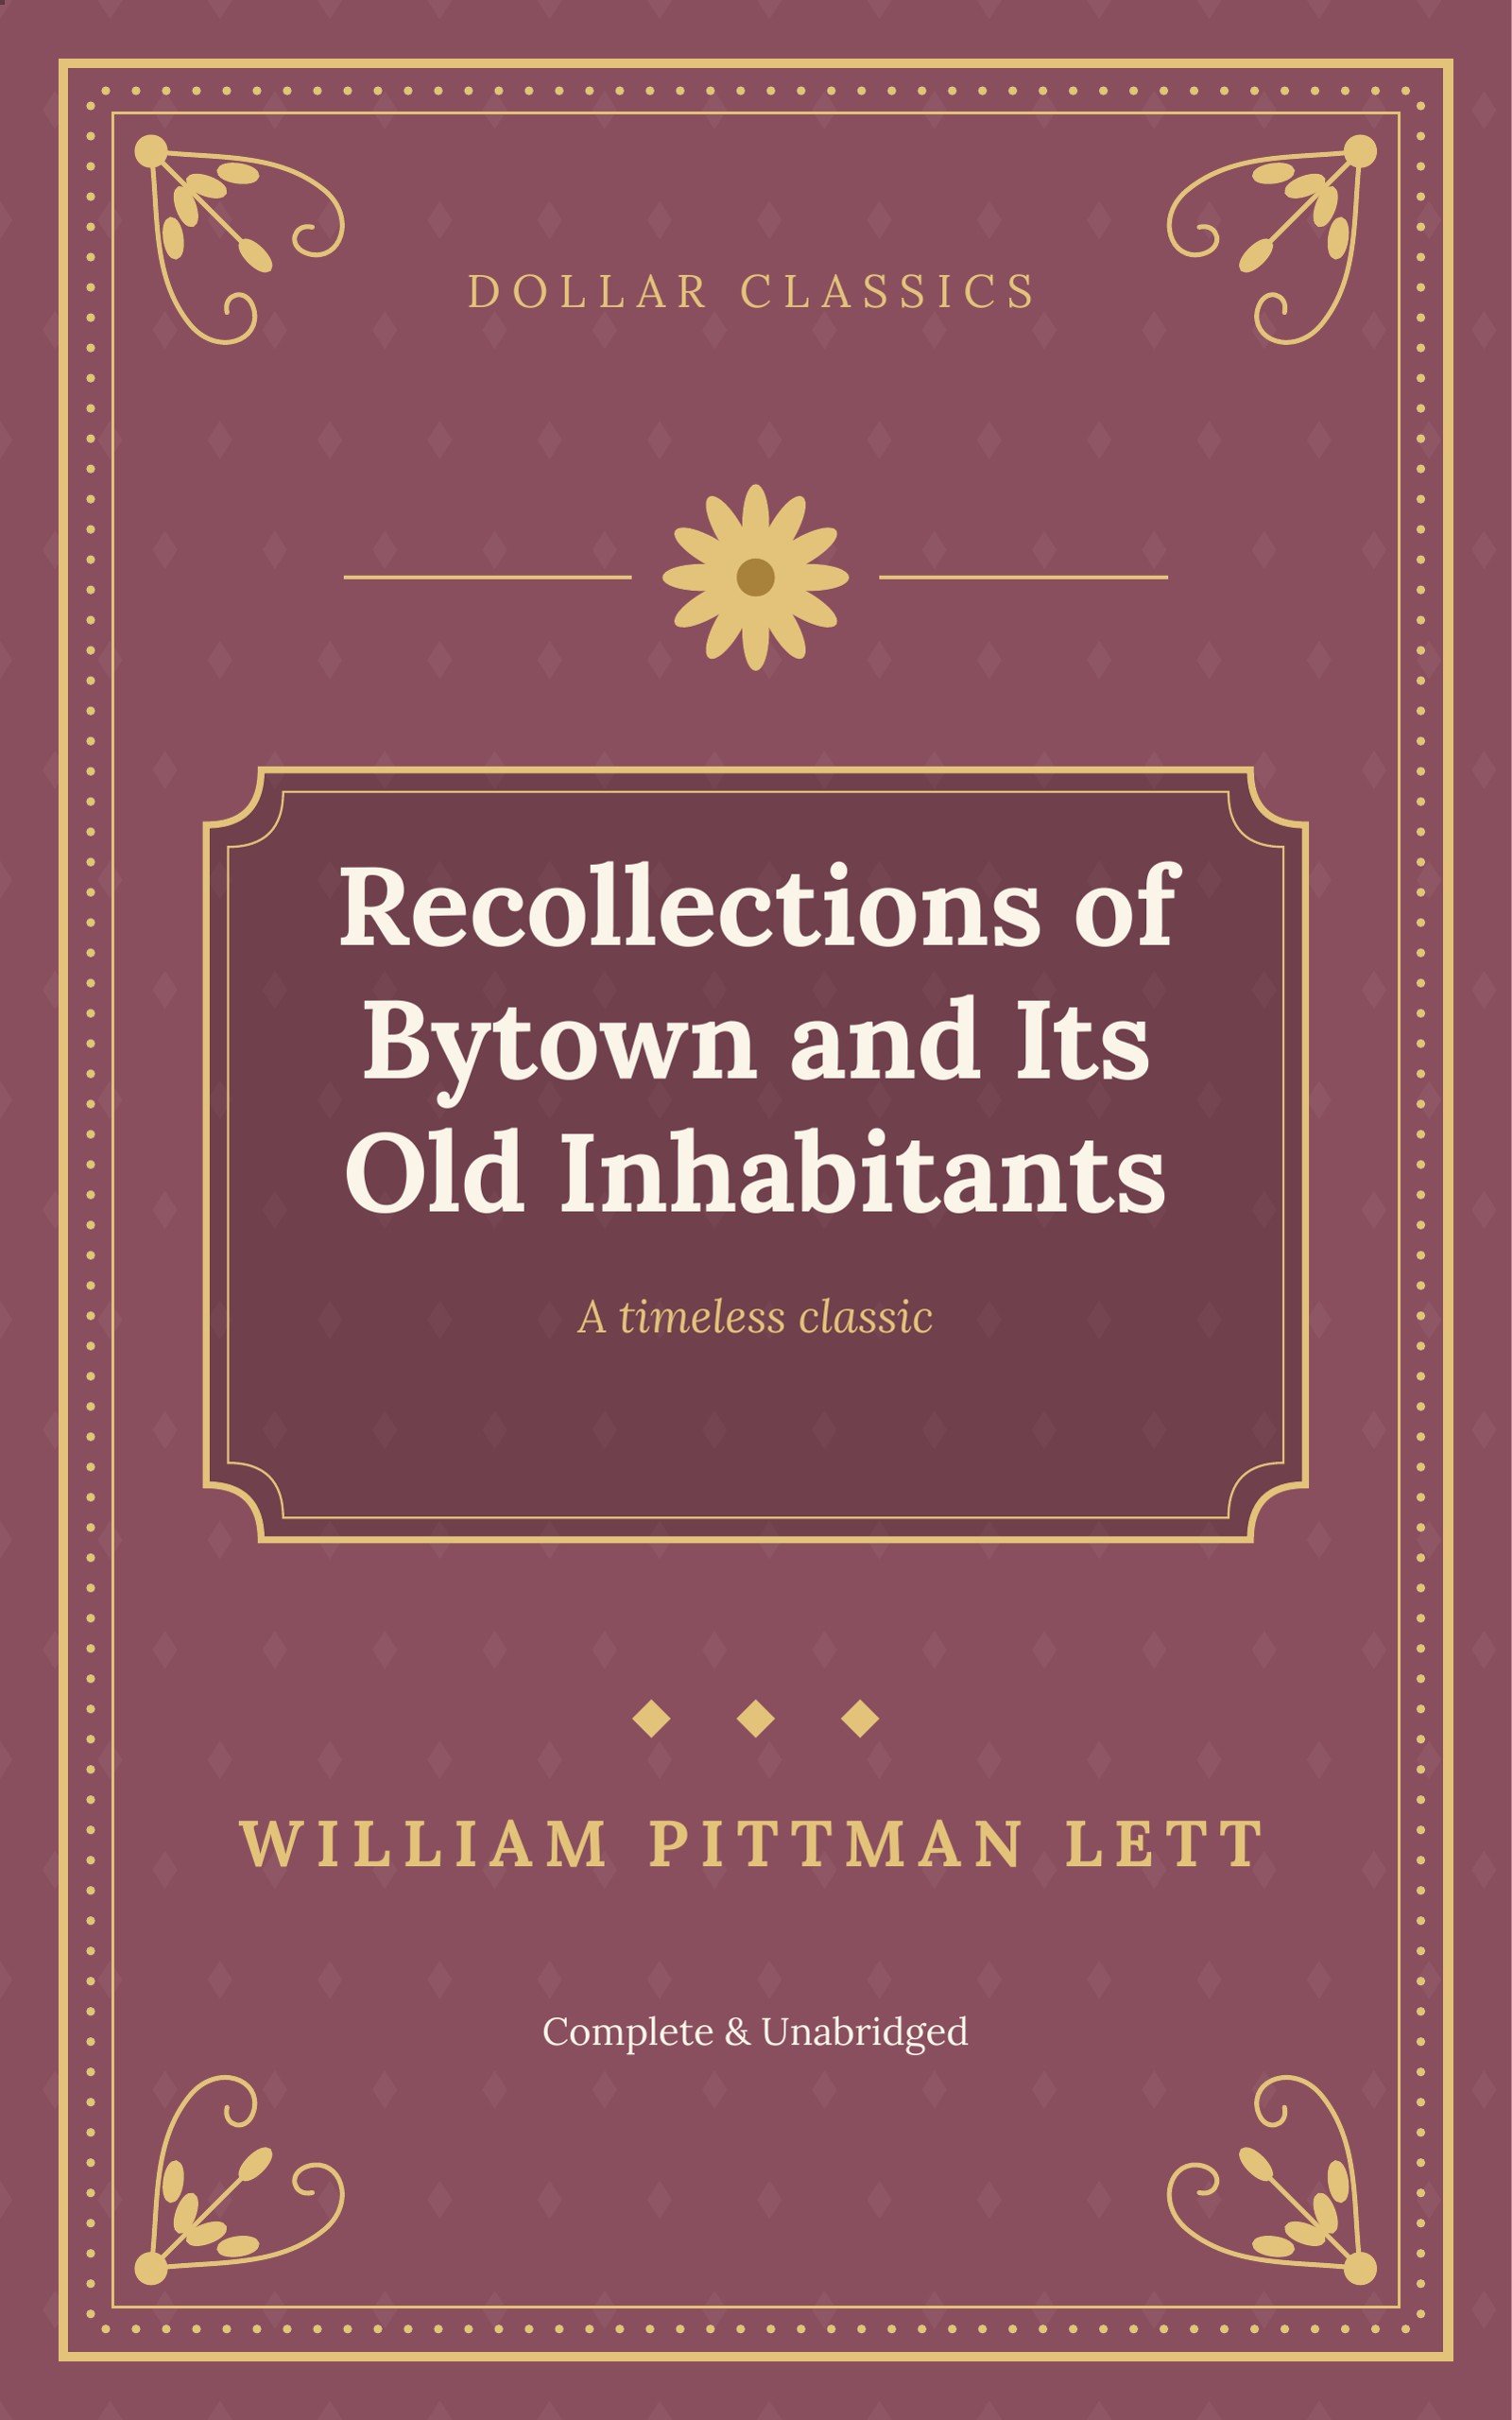 DOLLAR CLASSICS
Recollections of
Bytown and Its
Old Inhabitants
A timeless classic
WILLIAM PITTMAN LETT
Complete & Unabridged